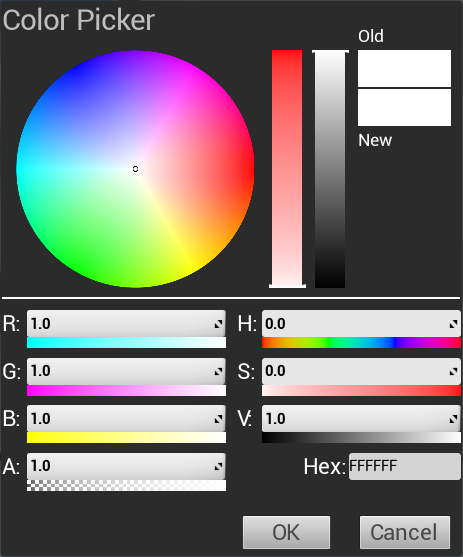 Color Picker
Old
New
R: 1.0 H: 0.0
G: 1.0 S: 0.0
B: 1.0 V: 1.0
A: 1.0 Hex: FFFFFF
OK Cancel